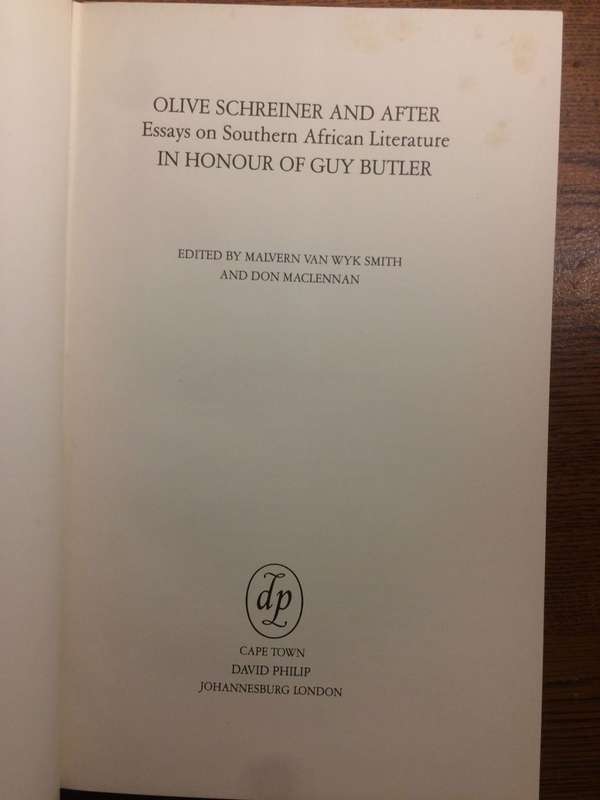 OLIVE SCHREINER AND AFTER
Essays on Southern African Literature
IN HONOUR OF GUY BUTLER
EDITED BY MALVERN VAN WYK SMITH
AND DON MACLENNAN
dp
CAPE TOWN
DAVID PHILIP
JOHANNESBURG LONDON